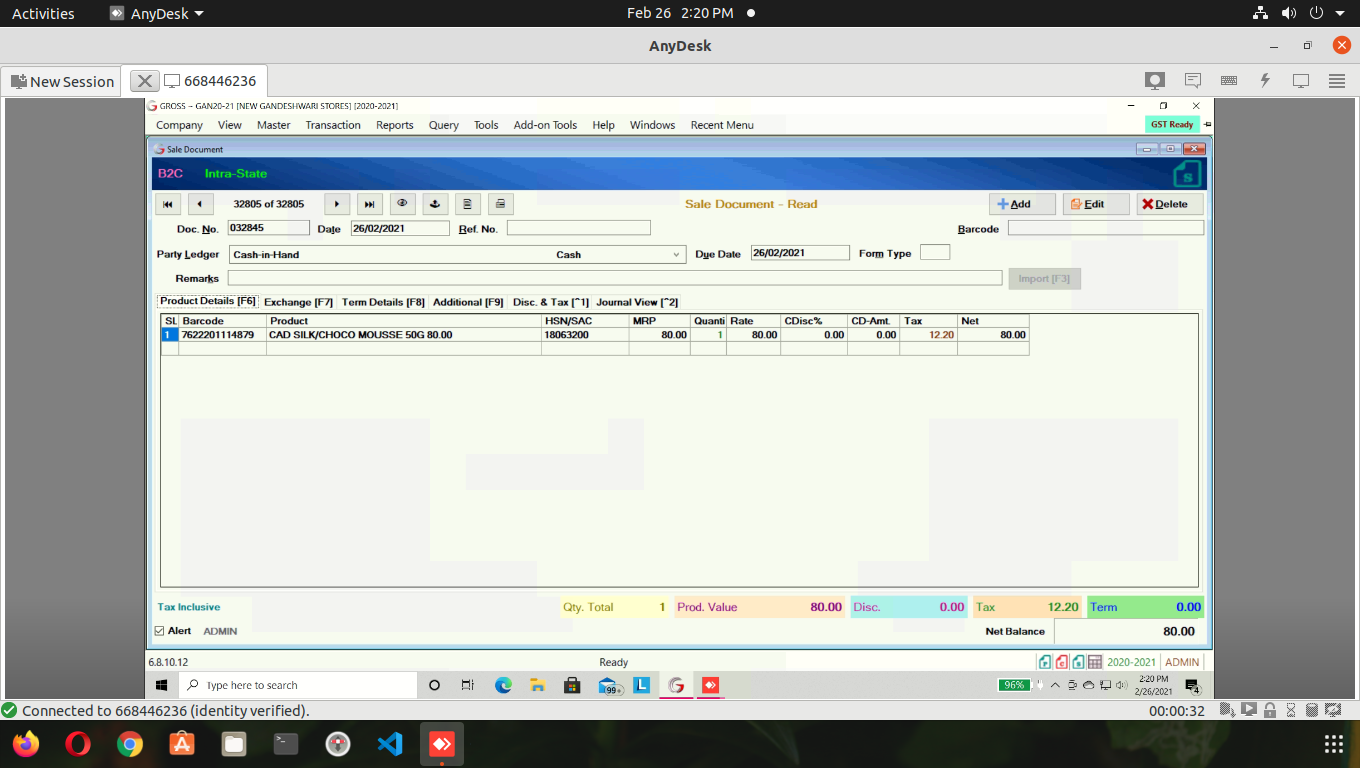 Activities AnyDesk Feb 26 2:20 PM
AnyDesk
New Session 668446236
GROSS -- GAN20-21 [NEW GANDESHWARI STORES] [2020-2021]
Company View Master Transaction Reports Query Tools Add-on Tools Help Windows Recent Menu GST Ready
Sale Document
B2C Intra-State S
32805 of 32805 Sale Document - Read Add Edit Delete
Doc. No. 032845 Date 26/02/2021 Ref. No. Barcode
Party Ledger Cash-in-Hand Cash Due Date 26/02/2021 Form Type
Remarks Import [F3]
Product Details [F6] Exchange [F7] Term Details [F8] Additional [F9] Disc. & Tax [^1] Journal View [^2]
SL Barcode Product HSN/SAC MRP Quanti Rate CDisc% CD-Amt. Tax Net
1 7622201114879 CAD SILK/CHOCO MOUSSE 50G 80.00 18063200 80.00 1 80.00 0.00 0.00 12.20 80.00
Tax Inclusive Qty. Total 1 Prod. Value 80.00 Disc. 0.00 Tax 12.20 Term 0.00
Alert ADMIN Net Balance 80.00
6.8.10.12 Ready P C S 2020-2021 ADMIN
Type here to search 99+ L G 96% 2:20 PM
2/26/2021 4
Connected to 668446236 (identity verified). 00:00:32